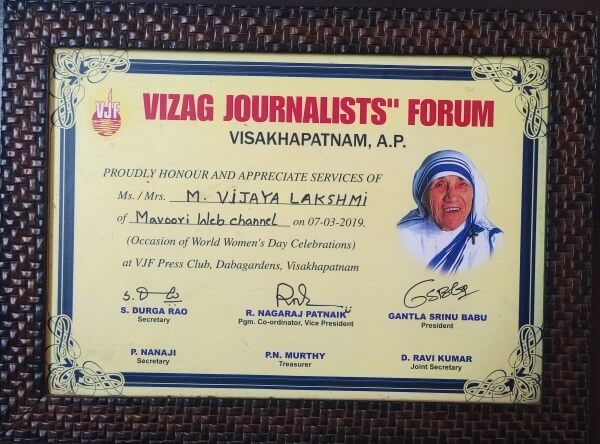 VJF
VIZAG JOURNALISTS" FORUM
VISAKHAPATNAM, A.P.
PROUDLY HONOUR AND APPRECIATE SERVICES OF
Ms. / Mrs. M. VIJAYA LAKSHMI
of Mavoori Web channel on 07-03-2019.
(Occasion of World Women's Day Celebrations)
at VJF Press Club, Dabagardens, Visakhapatnam
S. DURGA RAO
Secretary
R. NAGARAJ PATNAIK
Pgm. Co-ordinator, Vice President
GANTLA SRINU BABU
President
P. NANAJI
Secretary
P.N. MURTHY
Treasurer
D. RAVI KUMAR
Joint Secretary